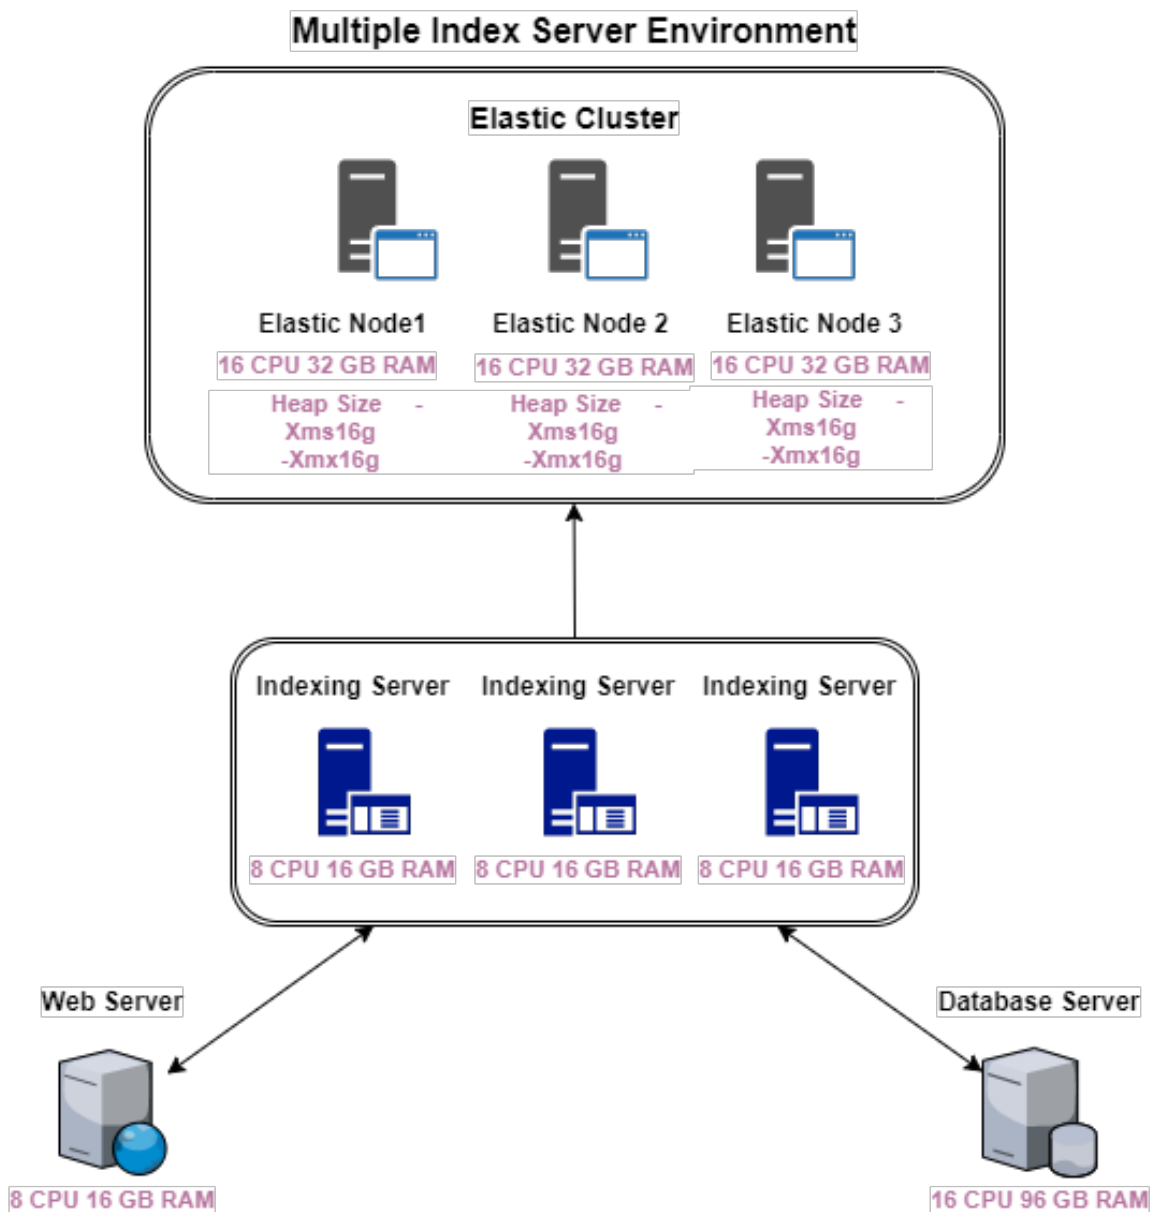 Multiple Index Server Environment
Elastic Cluster
Elastic Node1
Elastic Node 2
Elastic Node 3
16 CPU 32 GB RAM
16 CPU 32 GB RAM
16 CPU 32 GB RAM
Heap Size -
Xms16g
-Xmx16g
Heap Size -
Xms16g
-Xmx16g
Heap Size -
Xms16g
-Xmx16g
Indexing Server
Indexing Server
Indexing Server
8 CPU 16 GB RAM
8 CPU 16 GB RAM
8 CPU 16 GB RAM
Web Server
Database Server
8 CPU 16 GB RAM
16 CPU 96 GB RAM